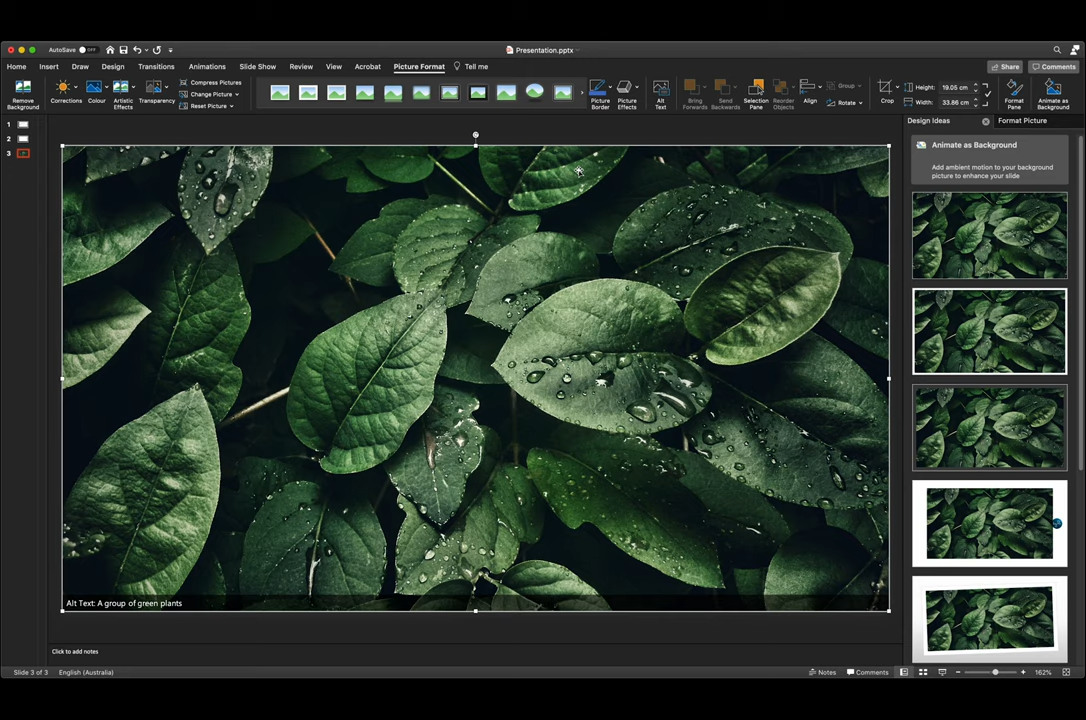 AutoSave OFF
Presentation.pptx
Home Insert Draw Design Transitions Animations Slide Show Review View Acrobat Picture Format Tell me
Share Comments
Remove Background
Corrections
Colour
Artistic Effects
Transparency
Compress Pictures
Change Picture
Reset Picture
Picture Border
Picture Effects
Alt Text
Bring Forwards
Send Backwards
Selection Pane
Reorder Objects
Align
Group
Rotate
Crop
Height: 19.05 cm
Width: 33.86 cm
Format Pane
Animate as Background
1
2
3
Design Ideas Format Picture
Animate as Background
Add ambient motion to your background
picture to enhance your slide
Alt Text: A group of green plants
Click to add notes
Slide 3 of 3 English (Australia) Notes Comments 162%